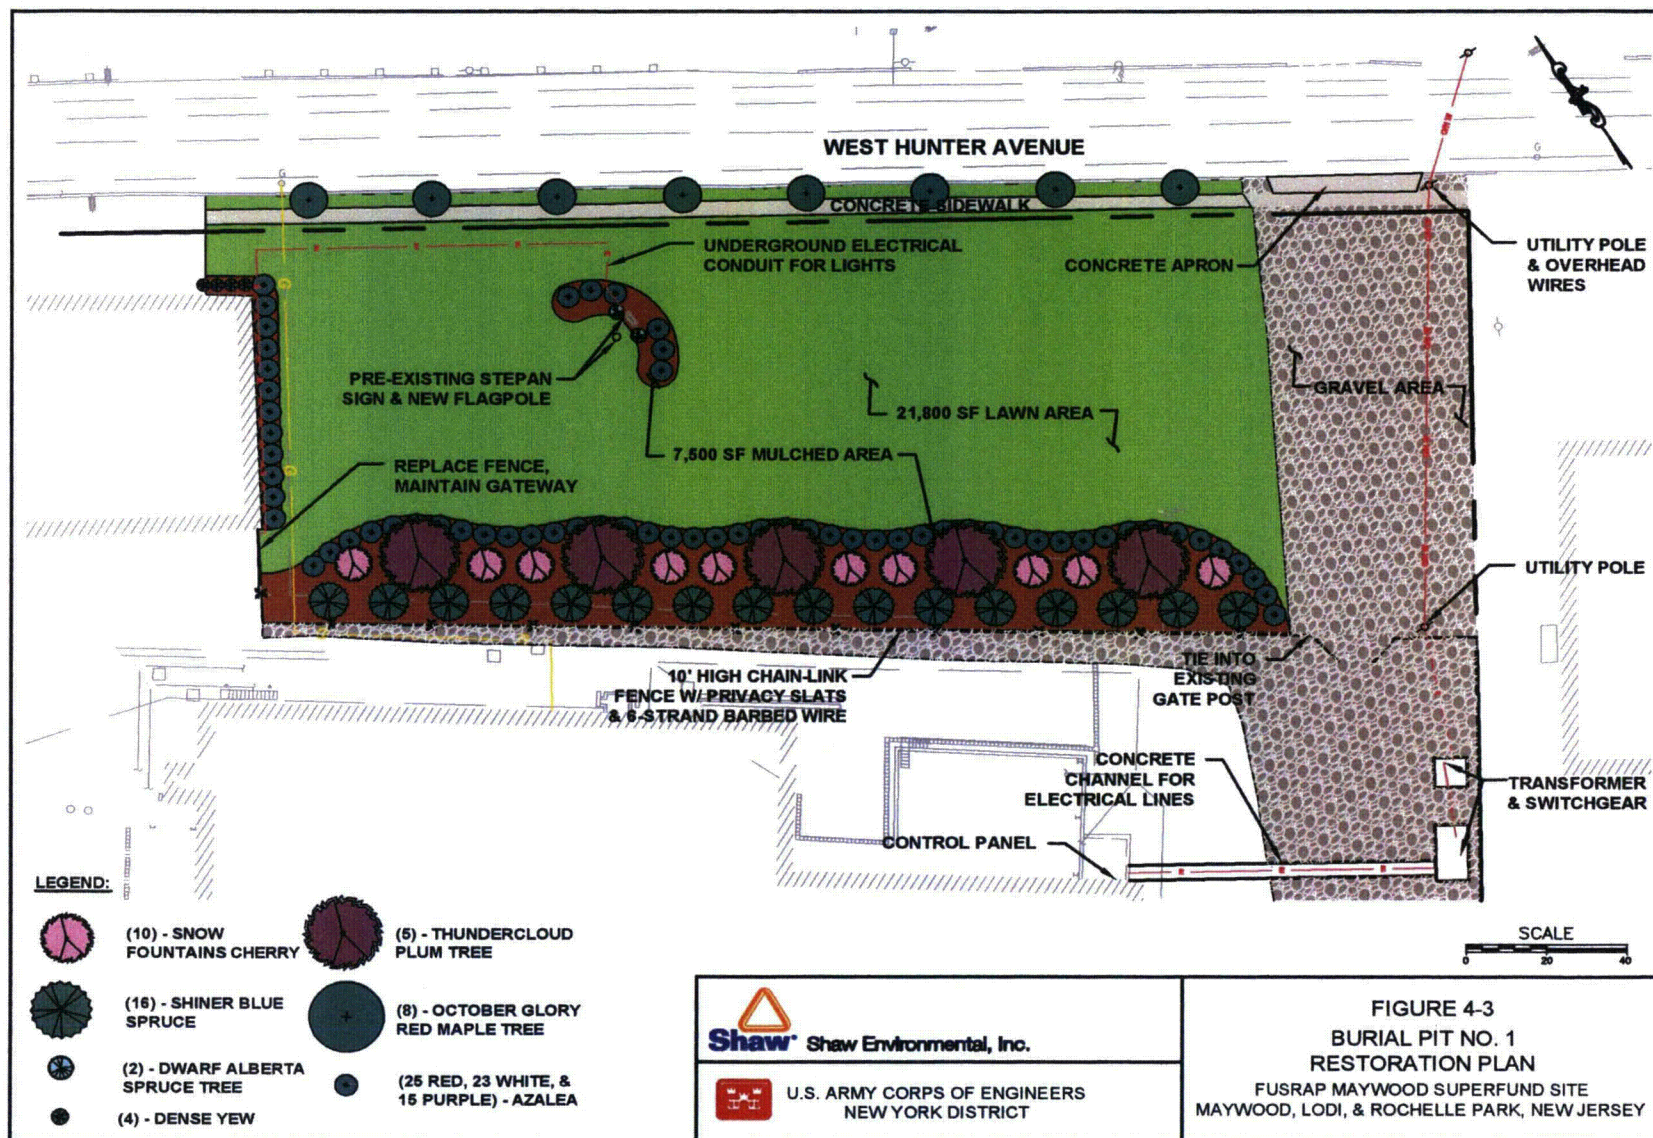 WEST HUNTER AVENUE
CONCRETE SIDEWALK
UNDERGROUND ELECTRICAL
CONDUIT FOR LIGHTS
CONCRETE APRON
UTILITY POLE
& OVERHEAD
WIRES
PRE-EXISTING STEPAN
SIGN & NEW FLAGPOLE
GRAVEL AREA
21,800 SF LAWN AREA
7,500 SF MULCHED AREA
REPLACE FENCE,
MAINTAIN GATEWAY
UTILITY POLE
10' HIGH CHAIN-LINK
FENCE W/ PRIVACY SLATS
& 6-STRAND BARBED WIRE
TIE INTO
EXISTING
GATE POST
CONCRETE
CHANNEL FOR
ELECTRICAL LINES
TRANSFORMER
& SWITCHGEAR
CONTROL PANEL
G
G
G
G
G
G
LEGEND:
(10) - SNOW
FOUNTAINS CHERRY
(5) - THUNDERCLOUD
PLUM TREE
(16) - SHINER BLUE
SPRUCE
(8) - OCTOBER GLORY
RED MAPLE TREE
(2) - DWARF ALBERTA
SPRUCE TREE
(25 RED, 23 WHITE, &
15 PURPLE) - AZALEA
(4) - DENSE YEW
SCALE
0 20 40
Shaw Shaw Environmental, Inc.
U.S. ARMY CORPS OF ENGINEERS
NEW YORK DISTRICT
FIGURE 4-3
BURIAL PIT NO. 1
RESTORATION PLAN
FUSRAP MAYWOOD SUPERFUND SITE
MAYWOOD, LODI, & ROCHELLE PARK, NEW JERSEY